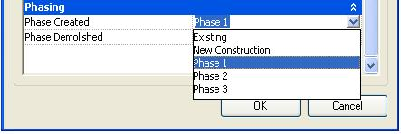 Phasing
Phase Created Phase 1
Phase Demolished
Existing
New Construction
Phase 1
Phase 2
Phase 3
OK Cancel